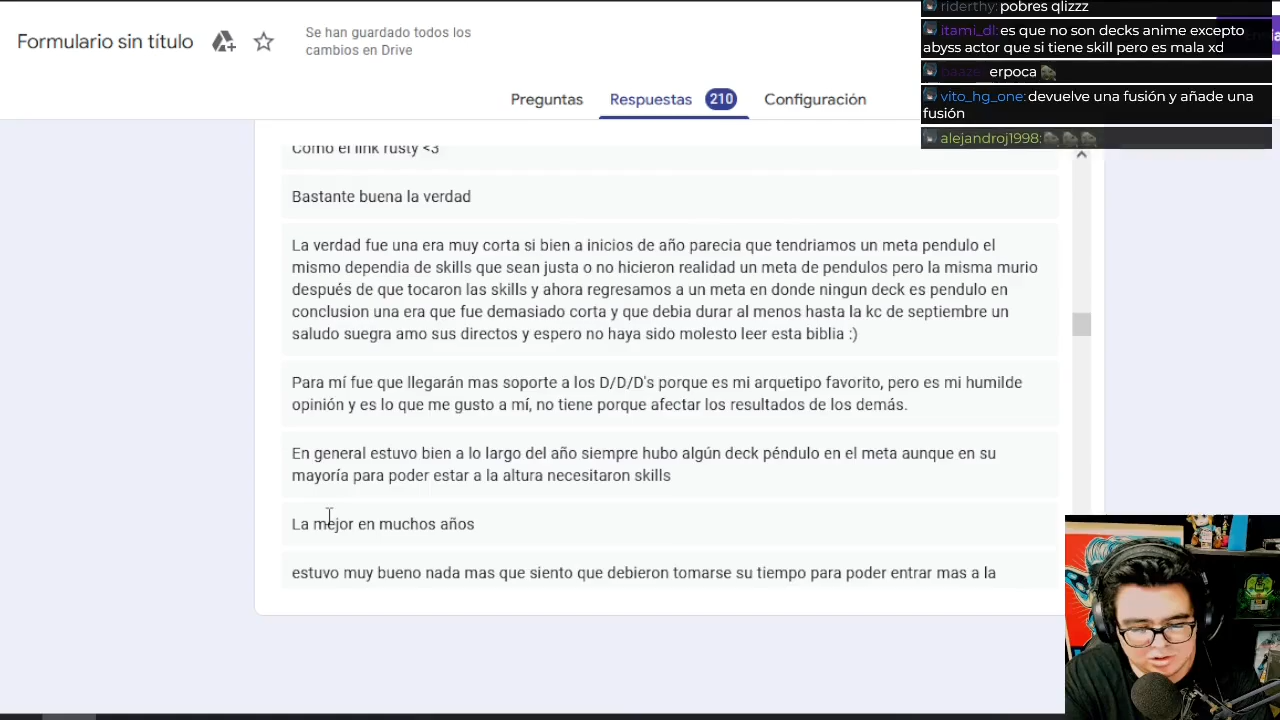 Formulario sin título
Se han guardado todos los
cambios en Drive
Preguntas
Respuestas 210
Configuración
riderthy: pobres qlizzz
itami_dl: es que no son decks anime excepto
abyss actor que si tiene skill pero es mala xd
erpoca
vito_hg_one: devuelve una fusión y añade una
fusión
alejandroj1998:
Como el link rusty <3
Bastante buena la verdad
La verdad fue una era muy corta si bien a inicios de año parecia que tendriamos un meta pendulo el
mismo dependia de skills que sean justa o no hicieron realidad un meta de pendulos pero la misma murio
después de que tocaron las skills y ahora regresamos a un meta en donde ningun deck es pendulo en
conclusion una era que fue demasiado corta y que debia durar al menos hasta la kc de septiembre un
saludo suegra amo sus directos y espero no haya sido molesto leer esta biblia :)
Para mí fue que llegarán mas soporte a los D/D/D's porque es mi arquetipo favorito, pero es mi humilde
opinión y es lo que me gusto a mí, no tiene porque afectar los resultados de los demás.
En general estuvo bien a lo largo del año siempre hubo algún deck péndulo en el meta aunque en su
mayoría para poder estar a la altura necesitaron skills
La mejor en muchos años
estuvo muy bueno nada mas que siento que debieron tomarse su tiempo para poder entrar mas a la